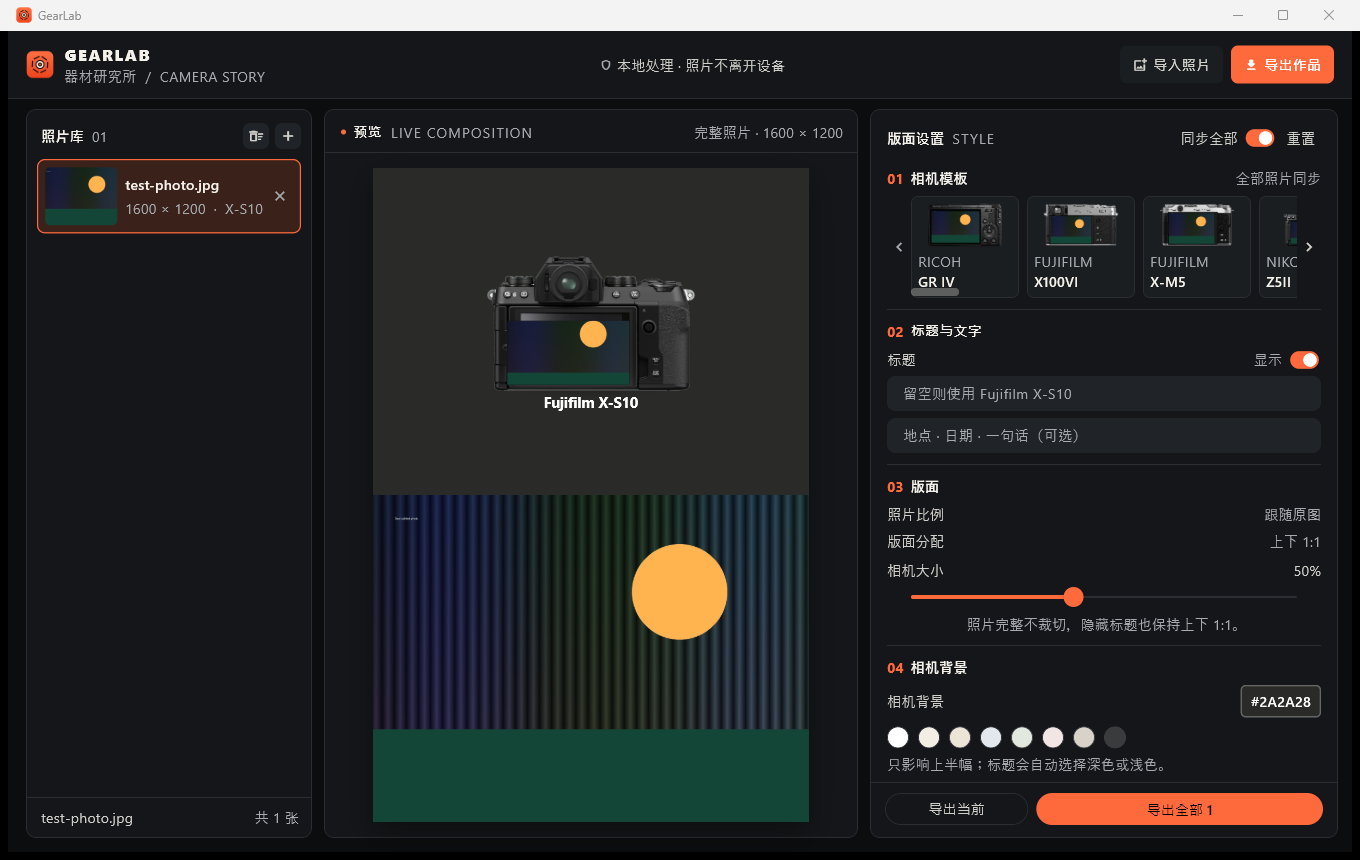 GearLab
GEARLAB
器材研究所 / CAMERA STORY
本地处理 · 照片不离开设备
导入照片
导出作品
照片库 01
test-photo.jpg
1600 × 1200 · X-S10
test-photo.jpg
共 1 张
预览 LIVE COMPOSITION
完整照片 · 1600 × 1200
Fujifilm X-S10
版面设置 STYLE
同步全部
重置
01 相机模板
全部照片同步
RICOH
GR IV
FUJIFILM
X100VI
FUJIFILM
X-M5
NIKO
Z5II
02 标题与文字
标题
显示
留空则使用 Fujifilm X-S10
地点 · 日期 · 一句话（可选）
03 版面
照片比例
跟随原图
版面分配
上下 1:1
相机大小
50%
照片完整不裁切，隐藏标题也保持上下 1:1。
04 相机背景
相机背景
#2A2A28
只影响上半幅；标题会自动选择深色或浅色。
导出当前
导出全部 1